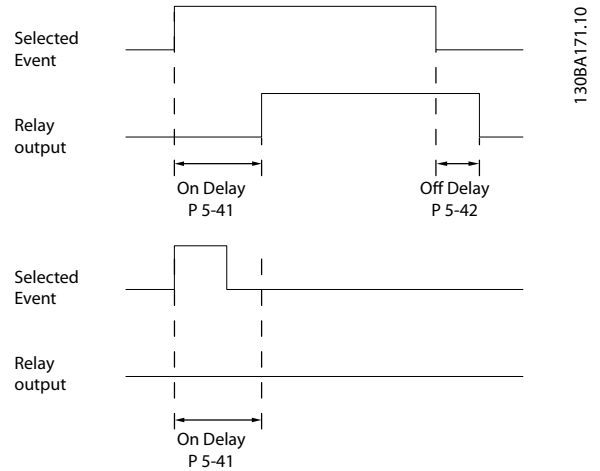 Selected
Event
Relay
output
On Delay
P 5-41
Off Delay
P 5-42
Selected
Event
Relay
output
On Delay
P 5-41
130BA171.10